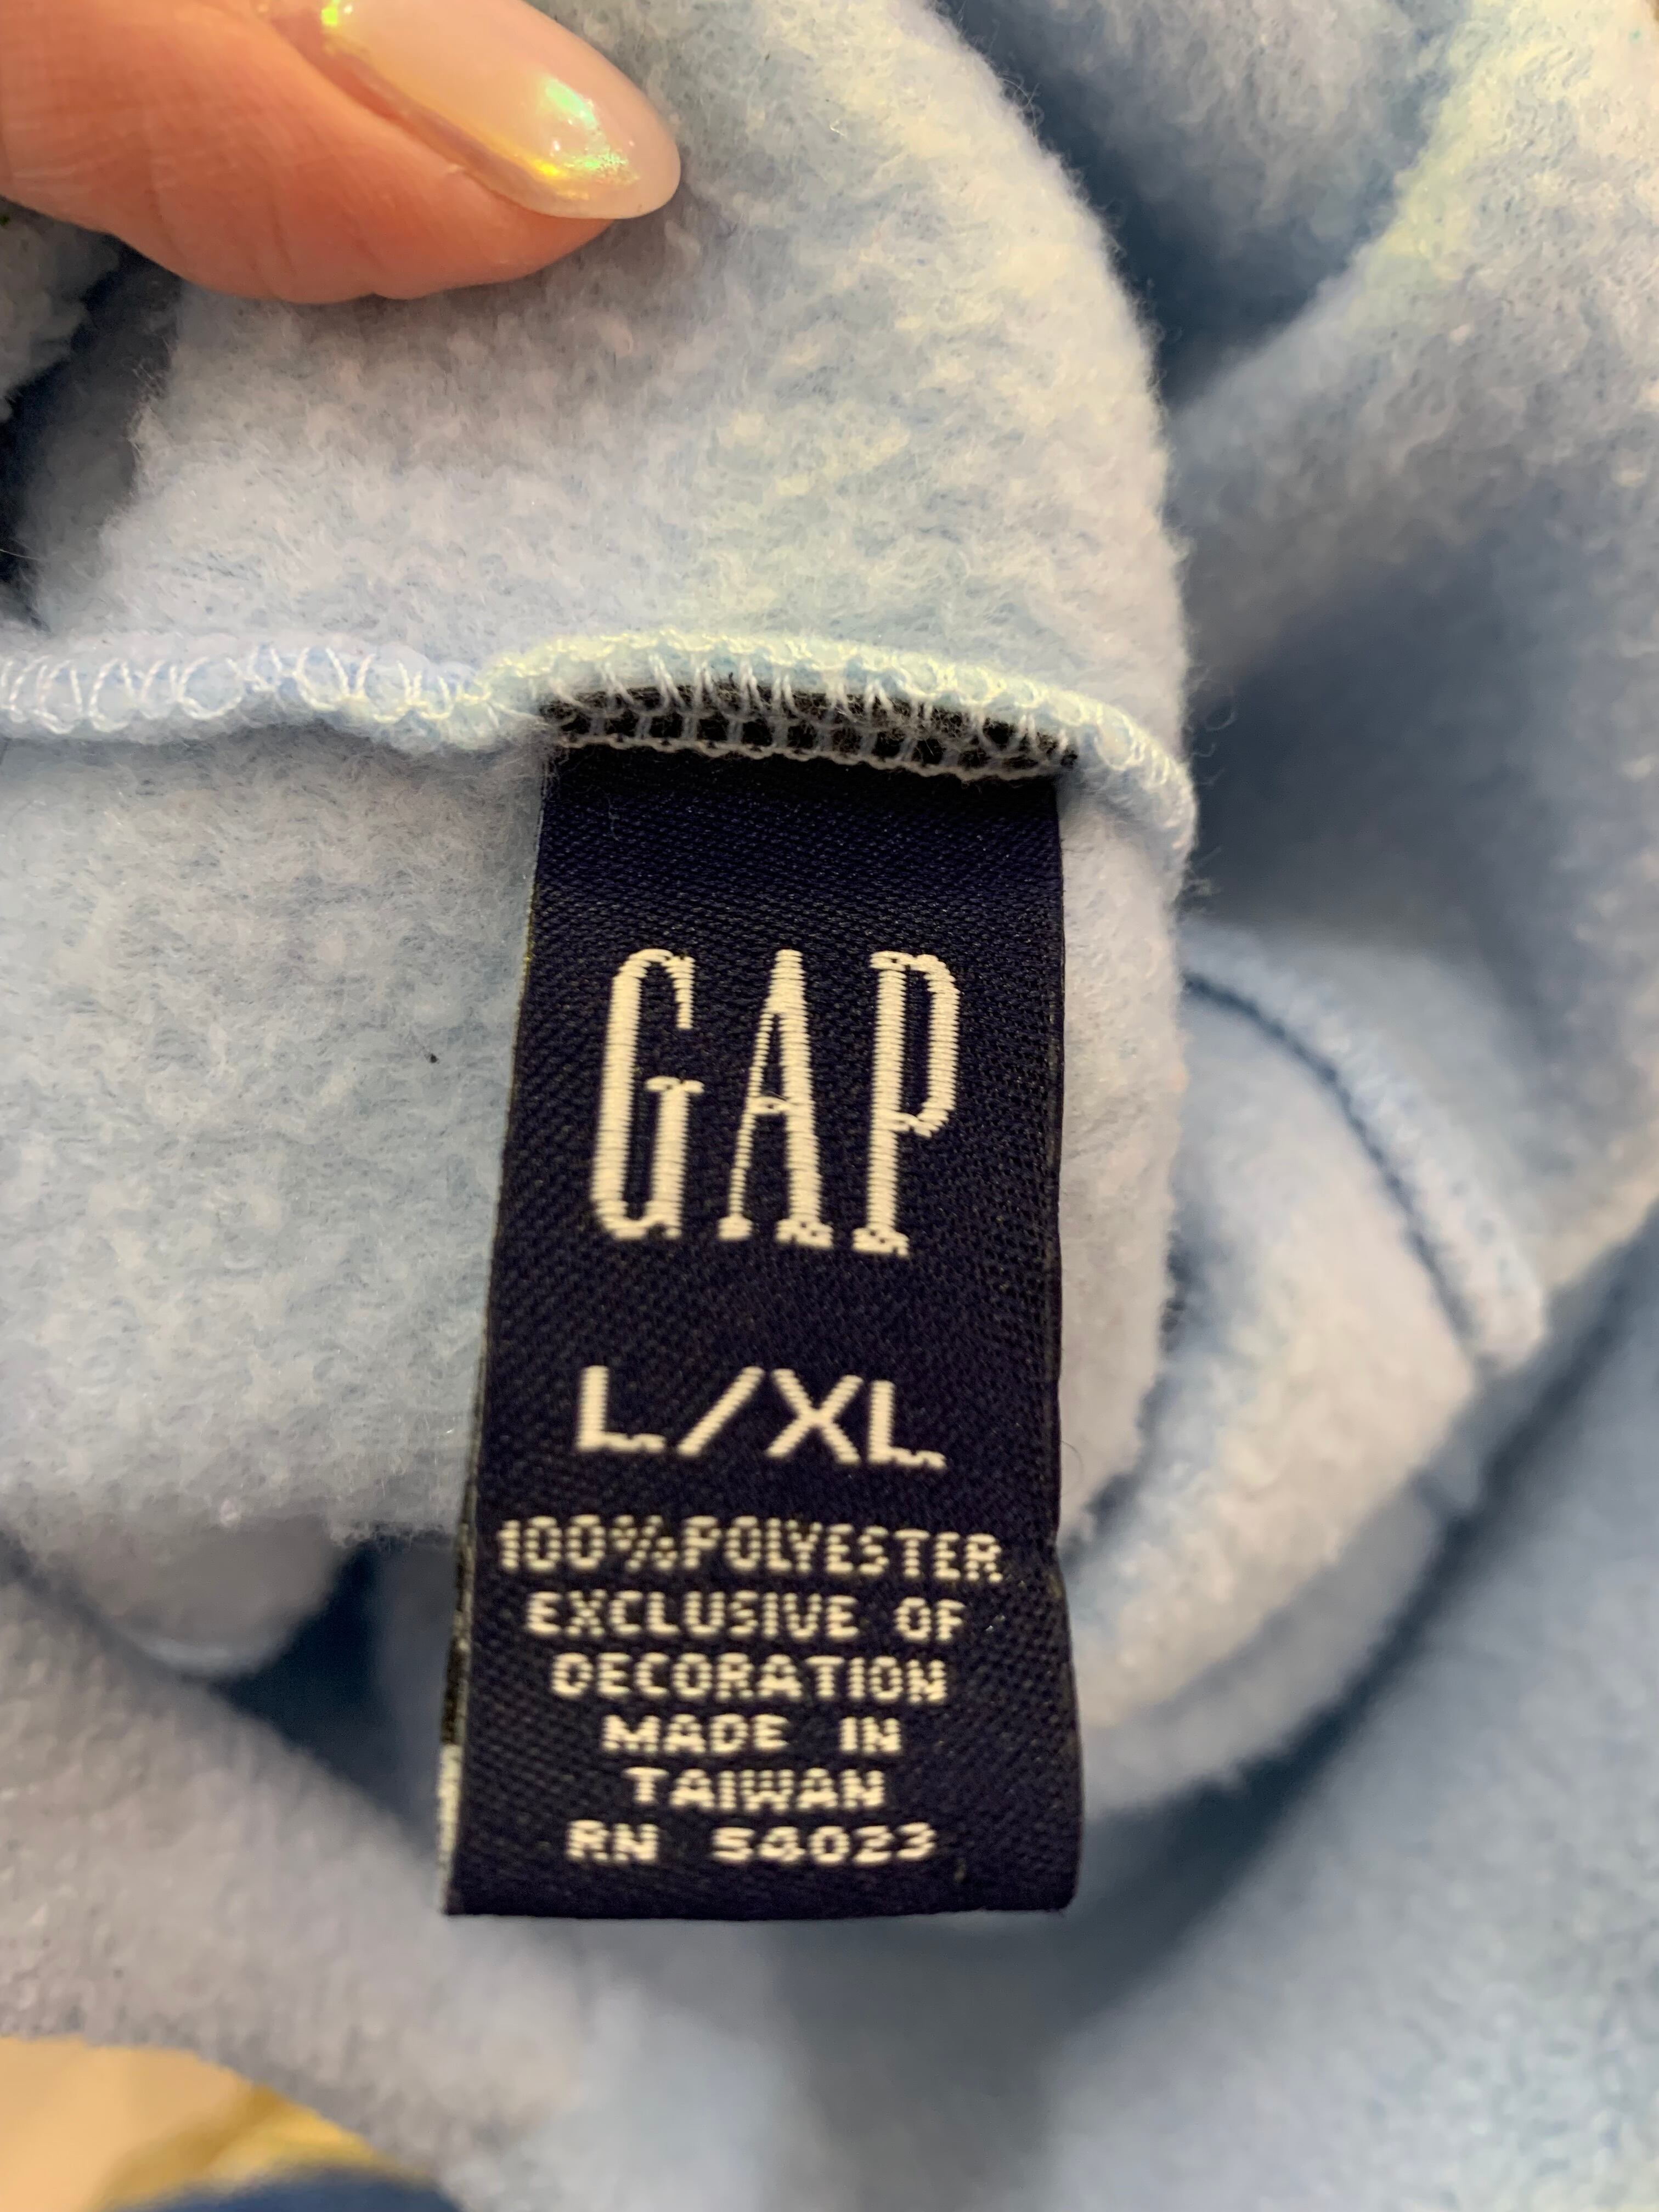 GAP
L/XL
100%POLYESTER
EXCLUSIVE OF
DECORATION
MADE IN
TAIWAN
RN 54023